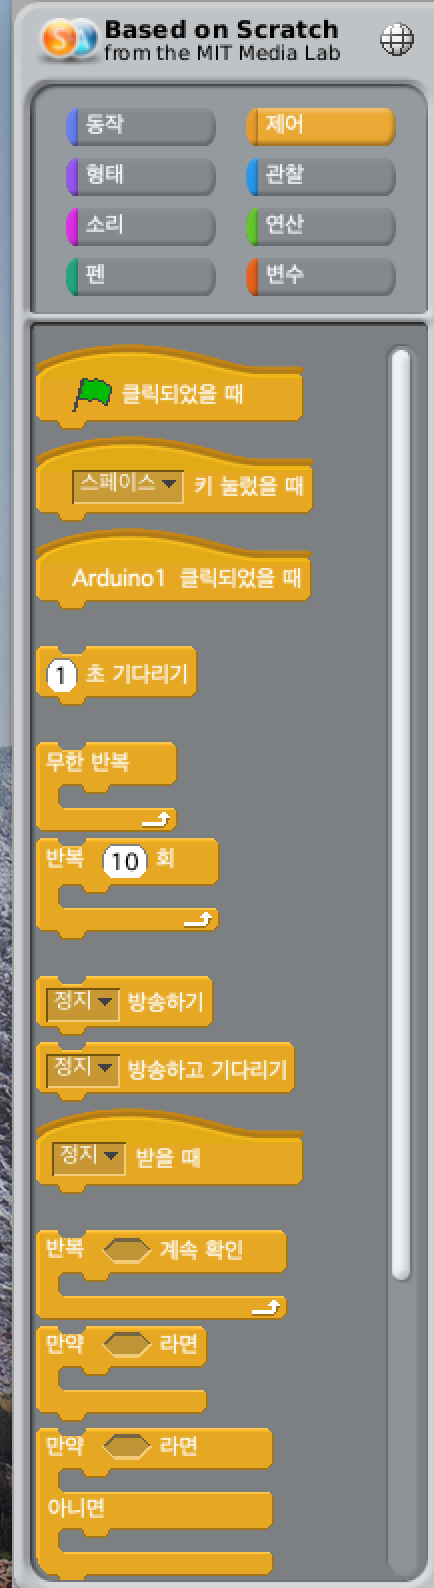 Based on Scratch
from the MIT Media Lab
동작 제어
형태 관찰
소리 연산
펜 변수
클릭되었을 때
스페이스 키 눌렀을 때
Arduino1 클릭되었을 때
1 초 기다리기
무한 반복
반복 10 회
정지 방송하기
정지 방송하고 기다리기
정지 받을 때
반복 계속 확인
만약 라면
만약 라면
아니면